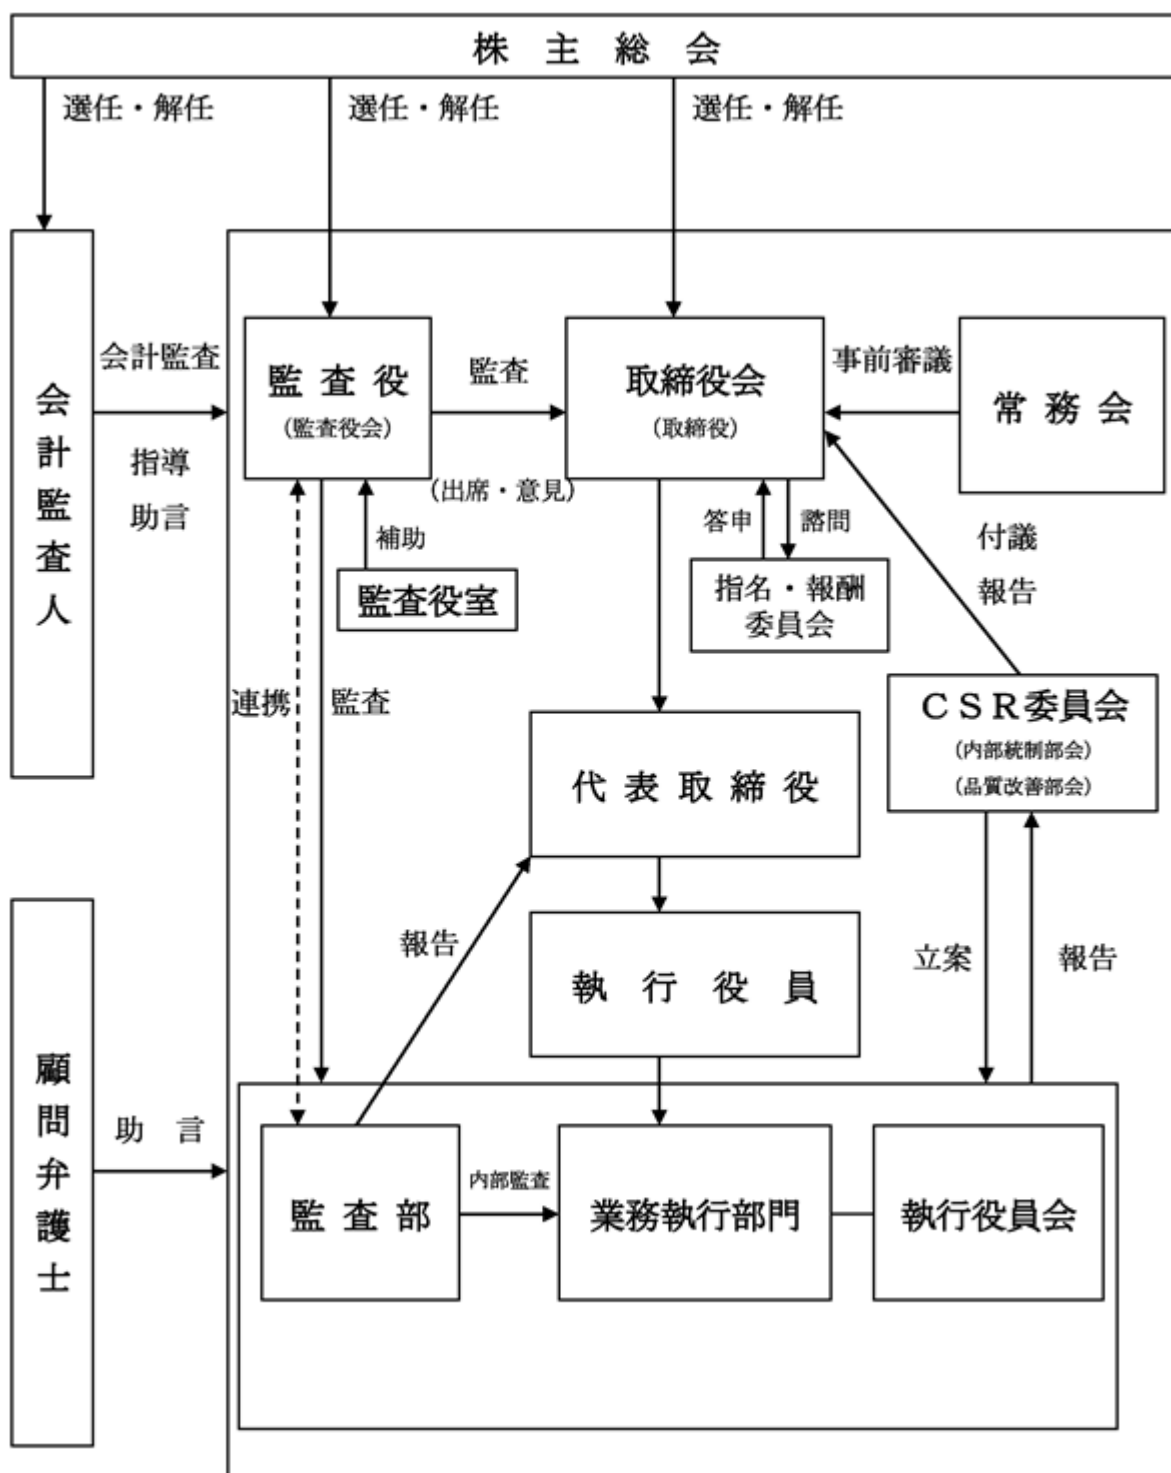 株主総会
選任・解任
選任・解任
選任・解任
会計監査人
会計監査
指導
助言
監査役
(監査役会)
監査
(出席・意見)
取締役会
(取締役)
事前審議
常務会
補助
監査役室
答申
諮問
指名・報酬
委員会
付議
報告
連携
監査
CSR委員会
(内部統制部会)
(品質改善部会)
代表取締役
報告
執行役員
立案
報告
顧問弁護士
助言
監査部
内部監査
業務執行部門
執行役員会